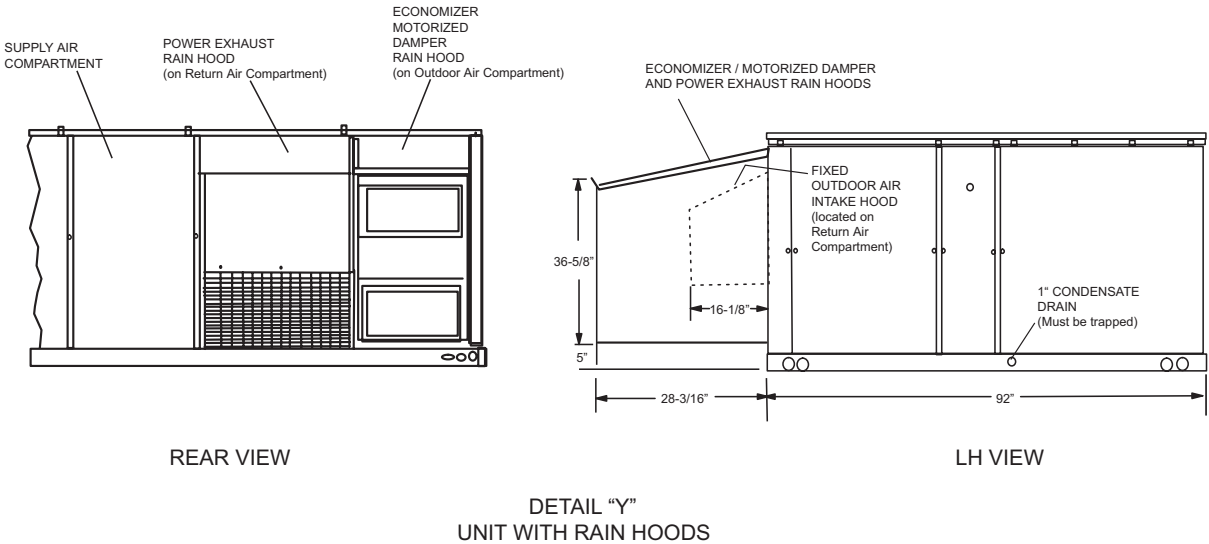 SUPPLY AIR
COMPARTMENT
POWER EXHAUST
RAIN HOOD
(on Return Air Compartment)
ECONOMIZER
MOTORIZED
DAMPER
RAIN HOOD
(on Outdoor Air Compartment)
ECONOMIZER / MOTORIZED DAMPER
AND POWER EXHAUST RAIN HOODS
FIXED
OUTDOOR AIR
INTAKE HOOD
(located on
Return Air
Compartment)
36-5/8”
16-1/8”
1“ CONDENSATE
DRAIN
(Must be trapped)
5”
28-3/16”
92”
REAR VIEW
LH VIEW
DETAIL “Y”
UNIT WITH RAIN HOODS